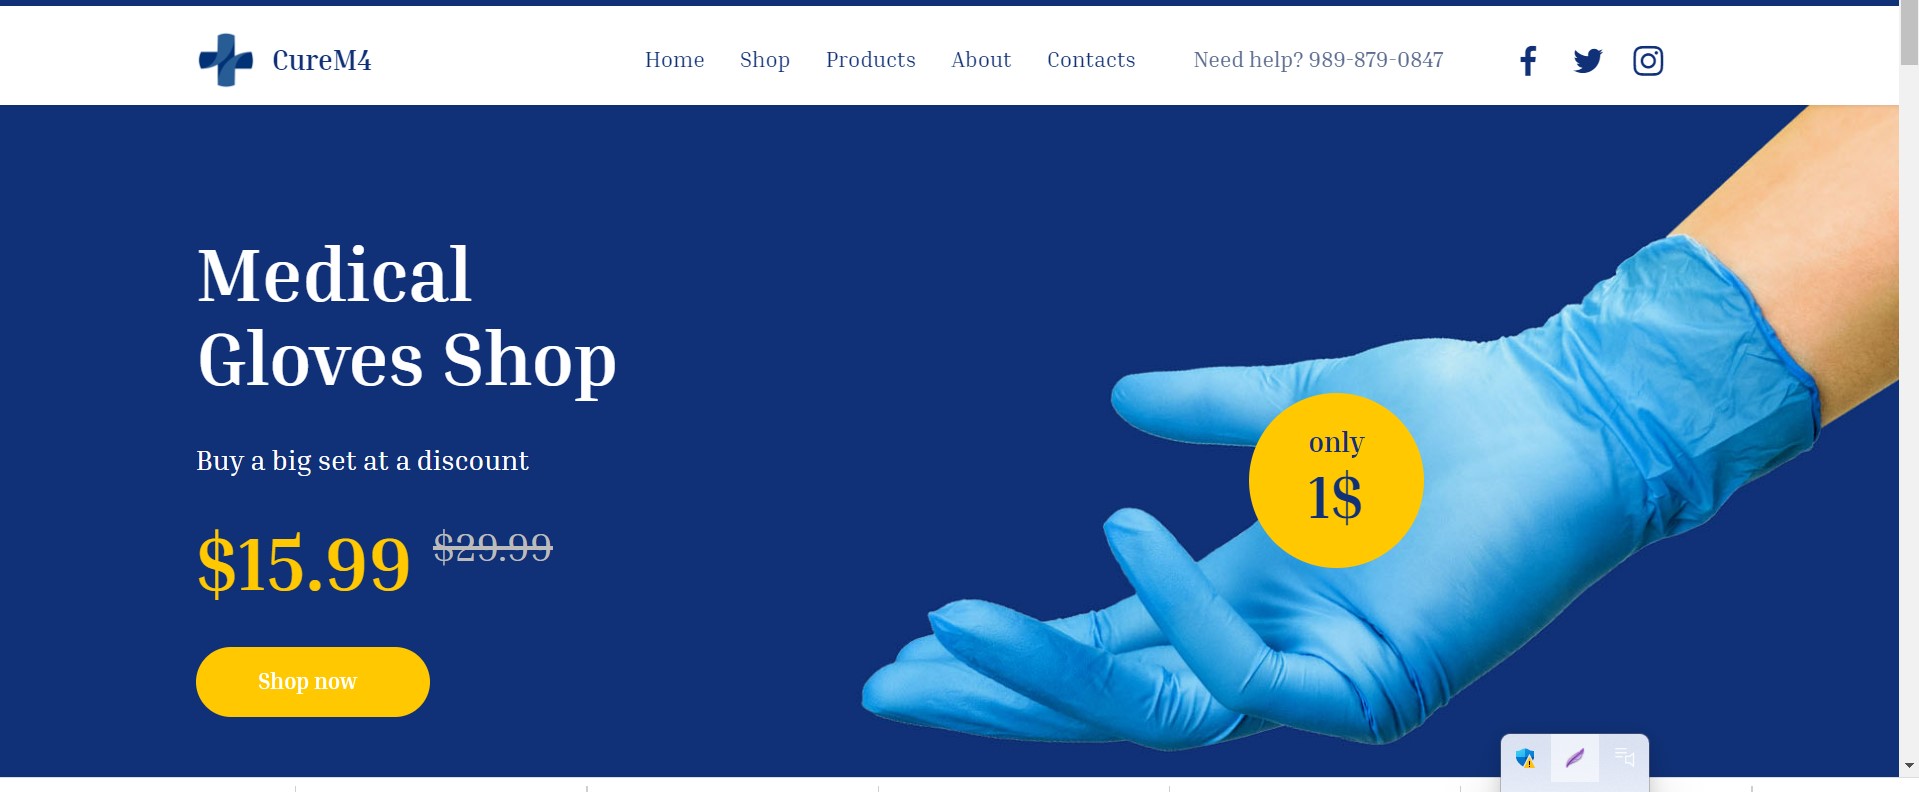 CureM4
Home Shop Products About Contacts Need help? 989-879-0847
Medical
Gloves Shop
Buy a big set at a discount
$15.99 $29.99
Shop now
only
1$